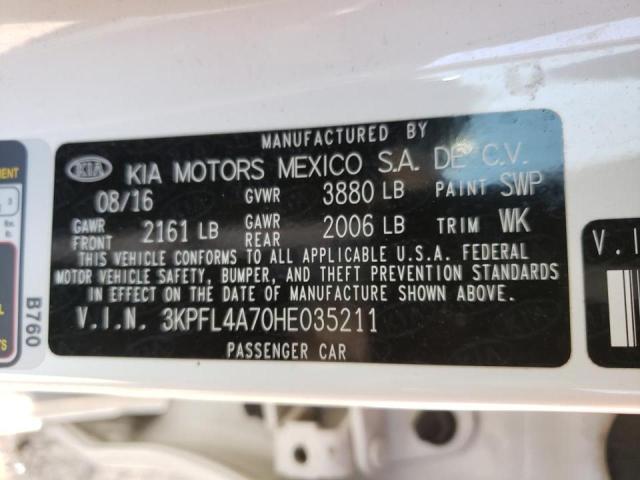 MANUFACTURED BY
KIA KIA MOTORS MEXICO S.A. DE C.V.
08/16 GVWR 3880 LB PAINT SWP
GAWR FRONT 2161 LB GAWR REAR 2006 LB TRIM WK
THIS VEHICLE CONFORMS TO ALL APPLICABLE U.S.A. FEDERAL
MOTOR VEHICLE SAFETY, BUMPER, AND THEFT PREVENTION STANDARDS
IN EFFECT ON THE DATE OF MANUFACTURE SHOWN ABOVE.
V.I.N. 3KPFL4A70HE035211
PASSENGER CAR
B760
V.I